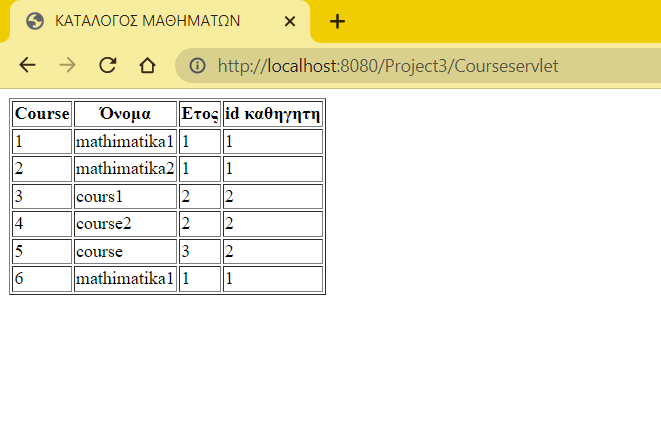 ΚΑΤΑΛΟΓΟΣ ΜΑΘΗΜΑΤΩΝ
http://localhost:8080/Project3/Courseservlet
Course Όνομα Ετος id καθηγητη
1 mathimatika1 1 1
2 mathimatika2 1 1
3 cours1 2 2
4 course2 2 2
5 course 3 2
6 mathimatika1 1 1